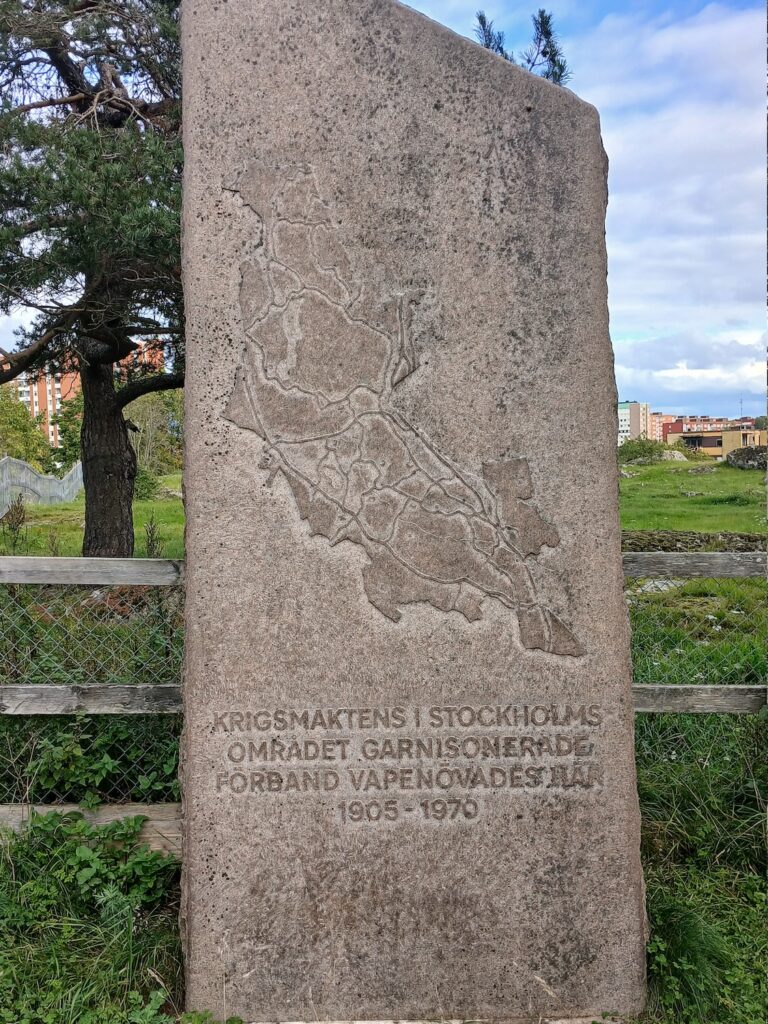 KRIGSMAKTENS I STOCKHOLMS
OMRÅDET GARNISONERADE
FÖRBAND VAPENÖVADES HÄR
1905 - 1970